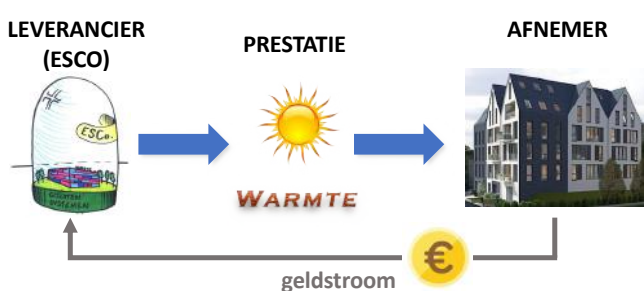 LEVERANCIER
(ESCO)
PRESTATIE
AFNEMER
ESCo.
WARMTE
€
geldstroom